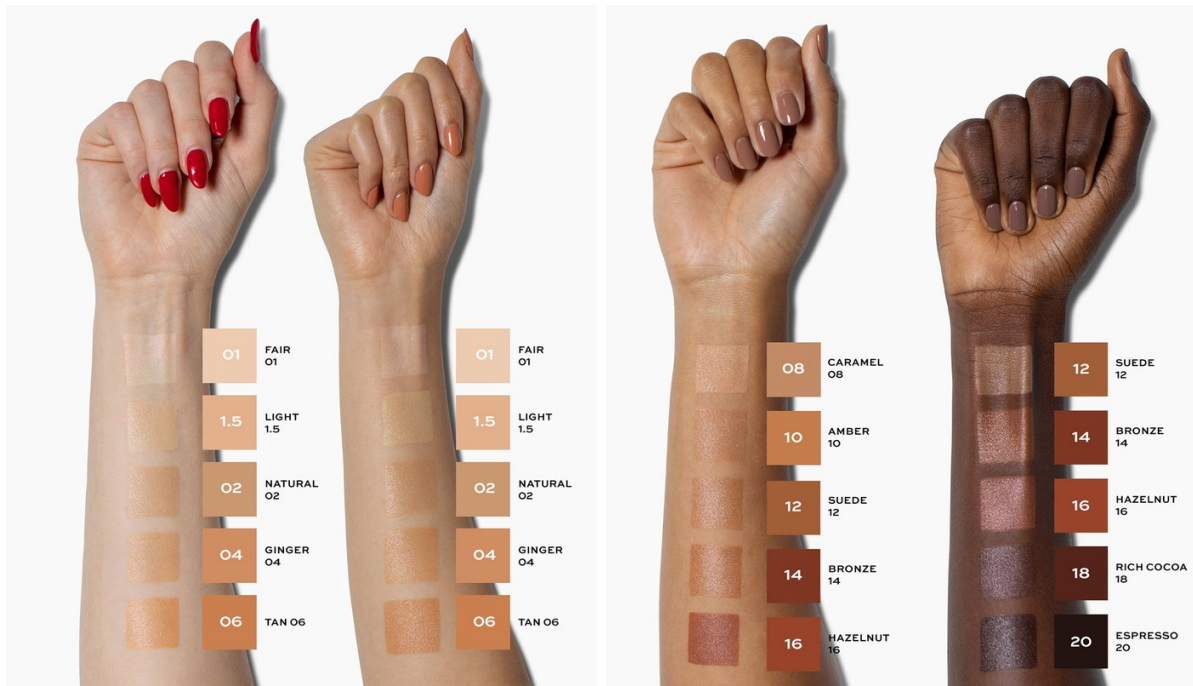 01
FAIR
01
1.5
LIGHT
1.5
02
NATURAL
02
04
GINGER
04
06
TAN 06
01
FAIR
01
1.5
LIGHT
1.5
02
NATURAL
02
04
GINGER
04
06
TAN 06
08
CARAMEL
08
10
AMBER
10
12
SUEDE
12
14
BRONZE
14
16
HAZELNUT
16
12
SUEDE
12
14
BRONZE
14
16
HAZELNUT
16
18
RICH COCOA
18
20
ESPRESSO
20